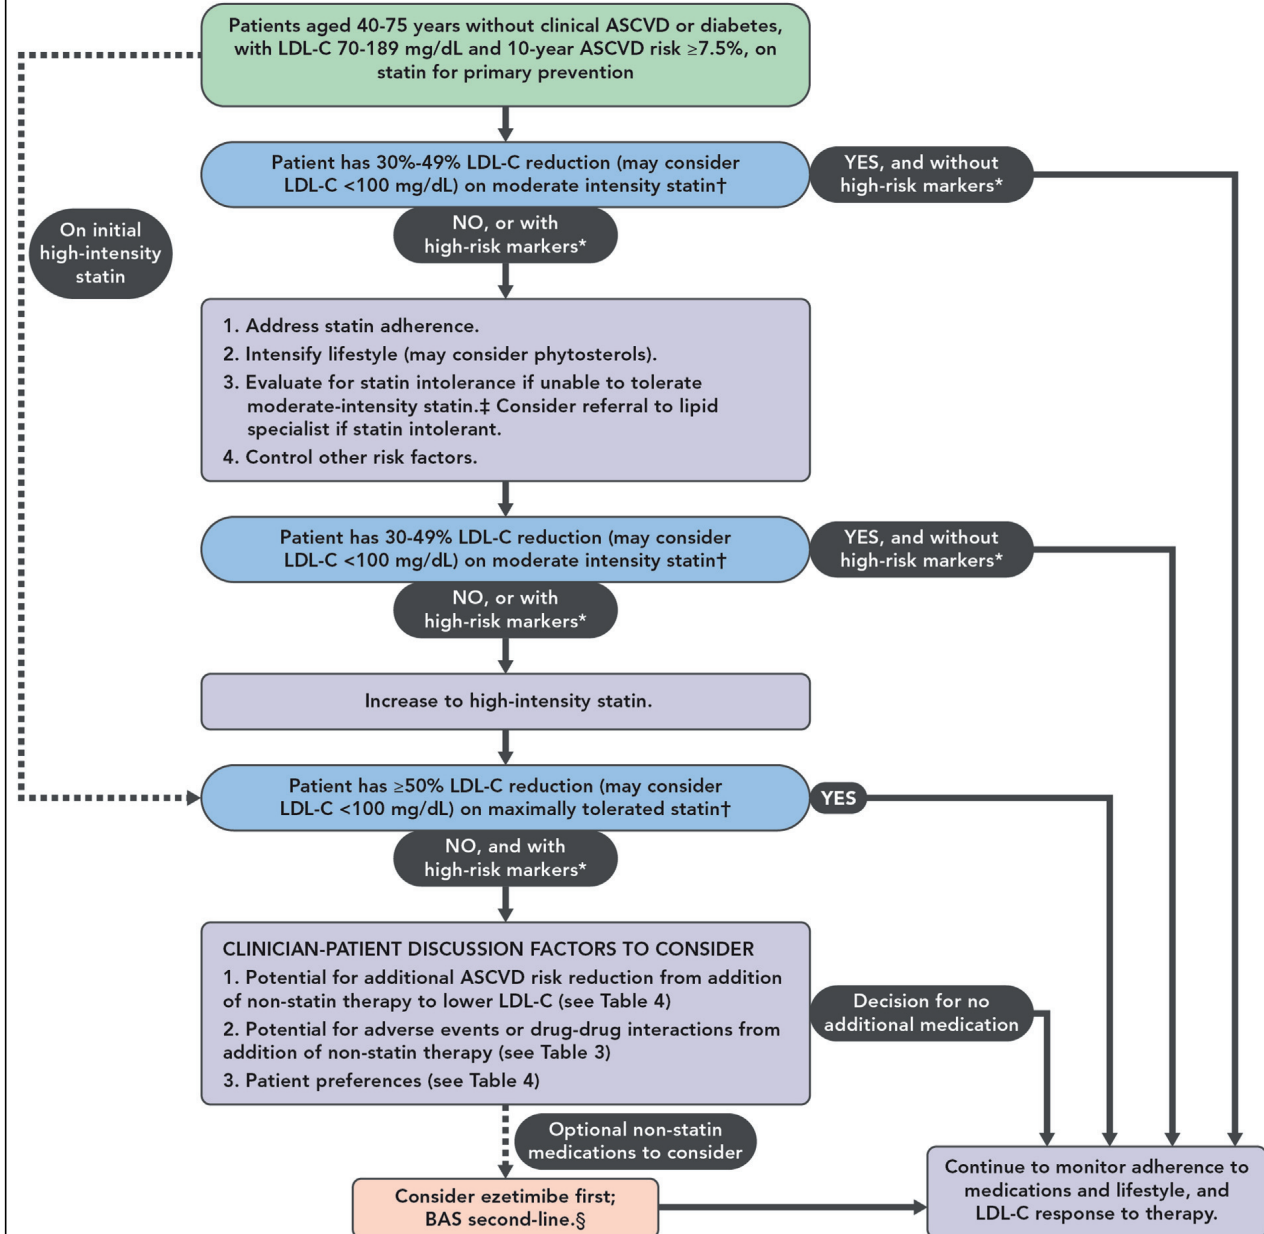 Patients aged 40-75 years without clinical ASCVD or diabetes,
with LDL-C 70-189 mg/dL and 10-year ASCVD risk ≥7.5%, on
statin for primary prevention
Patient has 30%-49% LDL-C reduction (may consider
LDL-C <100 mg/dL) on moderate intensity statin†
YES, and without
high-risk markers*
NO, or with
high-risk markers*
On initial
high-intensity
statin
1. Address statin adherence.
2. Intensify lifestyle (may consider phytosterols).
3. Evaluate for statin intolerance if unable to tolerate
moderate-intensity statin.‡ Consider referral to lipid
specialist if statin intolerant.
4. Control other risk factors.
Patient has 30-49% LDL-C reduction (may consider
LDL-C <100 mg/dL) on moderate intensity statin†
YES, and without
high-risk markers*
NO, or with
high-risk markers*
Increase to high-intensity statin.
Patient has ≥50% LDL-C reduction (may consider
LDL-C <100 mg/dL) on maximally tolerated statin†
YES
NO, and with
high-risk markers*
CLINICIAN-PATIENT DISCUSSION FACTORS TO CONSIDER
1. Potential for additional ASCVD risk reduction from addition
of non-statin therapy to lower LDL-C (see Table 4)
2. Potential for adverse events or drug-drug interactions from
addition of non-statin therapy (see Table 3)
3. Patient preferences (see Table 4)
Decision for no
additional medication
Optional non-statin
medications to consider
Consider ezetimibe first;
BAS second-line.§
Continue to monitor adherence to
medications and lifestyle, and
LDL-C response to therapy.